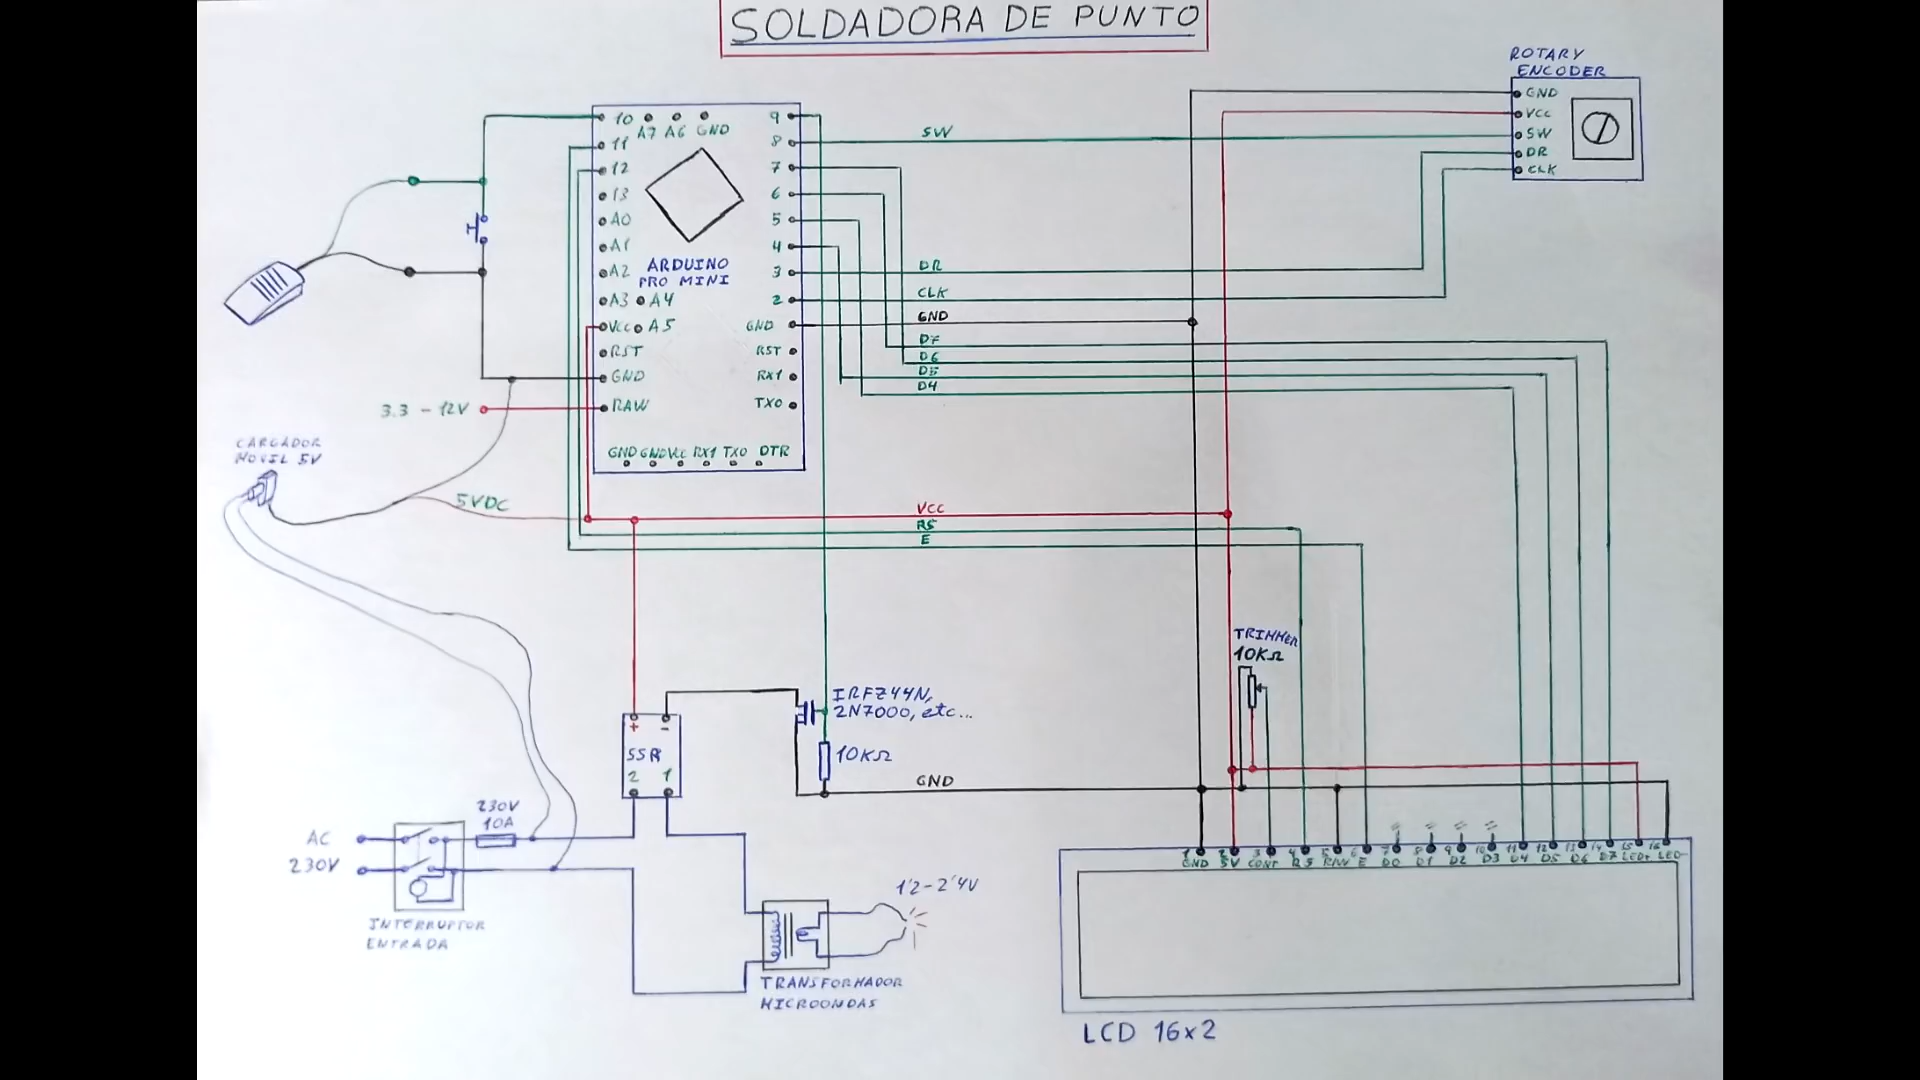 SOLDADORA DE PUNTO
ROTARY
ENCODER
GND
VCC
SW
DR
CLK
10
A7 A6 GND
11
12
13
A0
A1
A2
A3
A4
VCC
A5
RST
GND
RAW
9
8
7
6
5
4
3
2
GND
RST
RX1
TX0
ARDUINO
PRO MINI
GND GND VCC RX1 TX0 DTR
SW
DR
CLK
GND
D7
D6
D5
D4
3.3 - 12V
CARGADOR
MOVIL 5V
5VDC
VCC
RS
E
TRIMMER
10KΩ
IRFZ44N,
2N7000, etc...
10KΩ
GND
+ -
SSR
2 1
230V
10A
AC
230V
INTERRUPTOR
ENTRADA
1'2-2'4V
TRANSFORMADOR
MICROONDAS
1 2 3 4 5 6 7 8 9 10 11 12 13 14 15 16
GND 5V CONT RS R/W E D0 D1 D2 D3 D4 D5 D6 D7 LED+ LED-
LCD 16x2